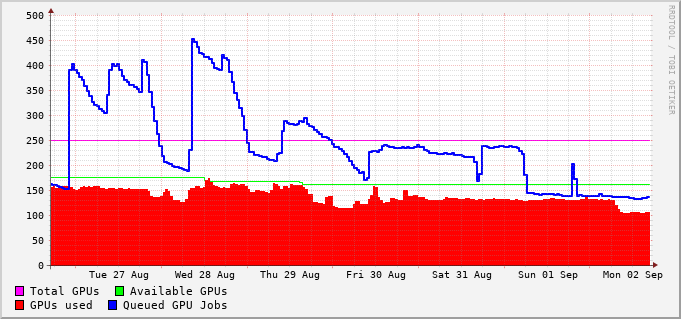 500
450
400
350
300
250
200
150
100
50
0
Tue 27 Aug Wed 28 Aug Thu 29 Aug Fri 30 Aug Sat 31 Aug Sun 01 Sep Mon 02 Sep
Total GPUs Available GPUs
GPUs used Queued GPU Jobs
RRDTOOL / TOBI OETIKER